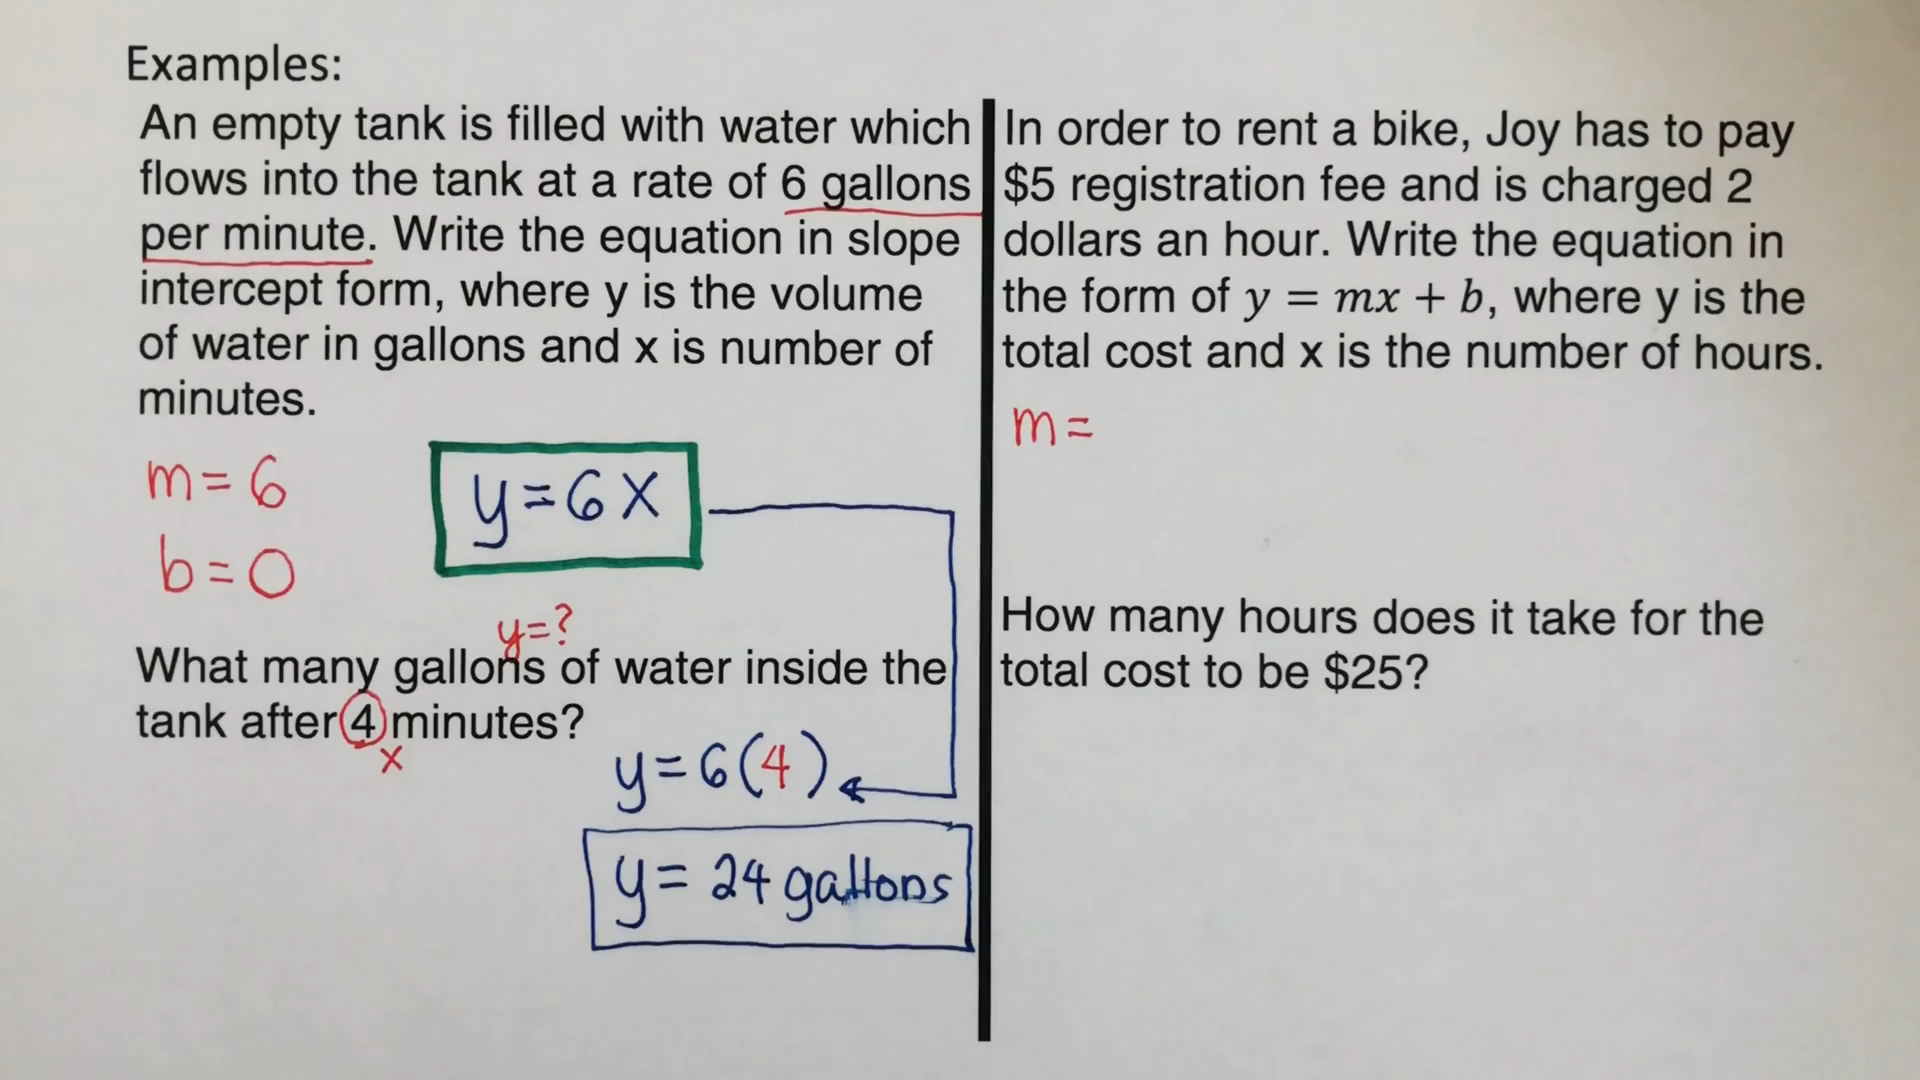 Examples:
An empty tank is filled with water which
flows into the tank at a rate of 6 gallons
per minute. Write the equation in slope
intercept form, where y is the volume
of water in gallons and x is number of
minutes.
m = 6
y = 6x
b = 0
y = ?
What many gallons of water inside the
tank after 4 minutes?
x
y = 6(4)
y = 24 gallons
In order to rent a bike, Joy has to pay
$5 registration fee and is charged 2
dollars an hour. Write the equation in
the form of y = mx + b, where y is the
total cost and x is the number of hours.
m =
How many hours does it take for the
total cost to be $25?